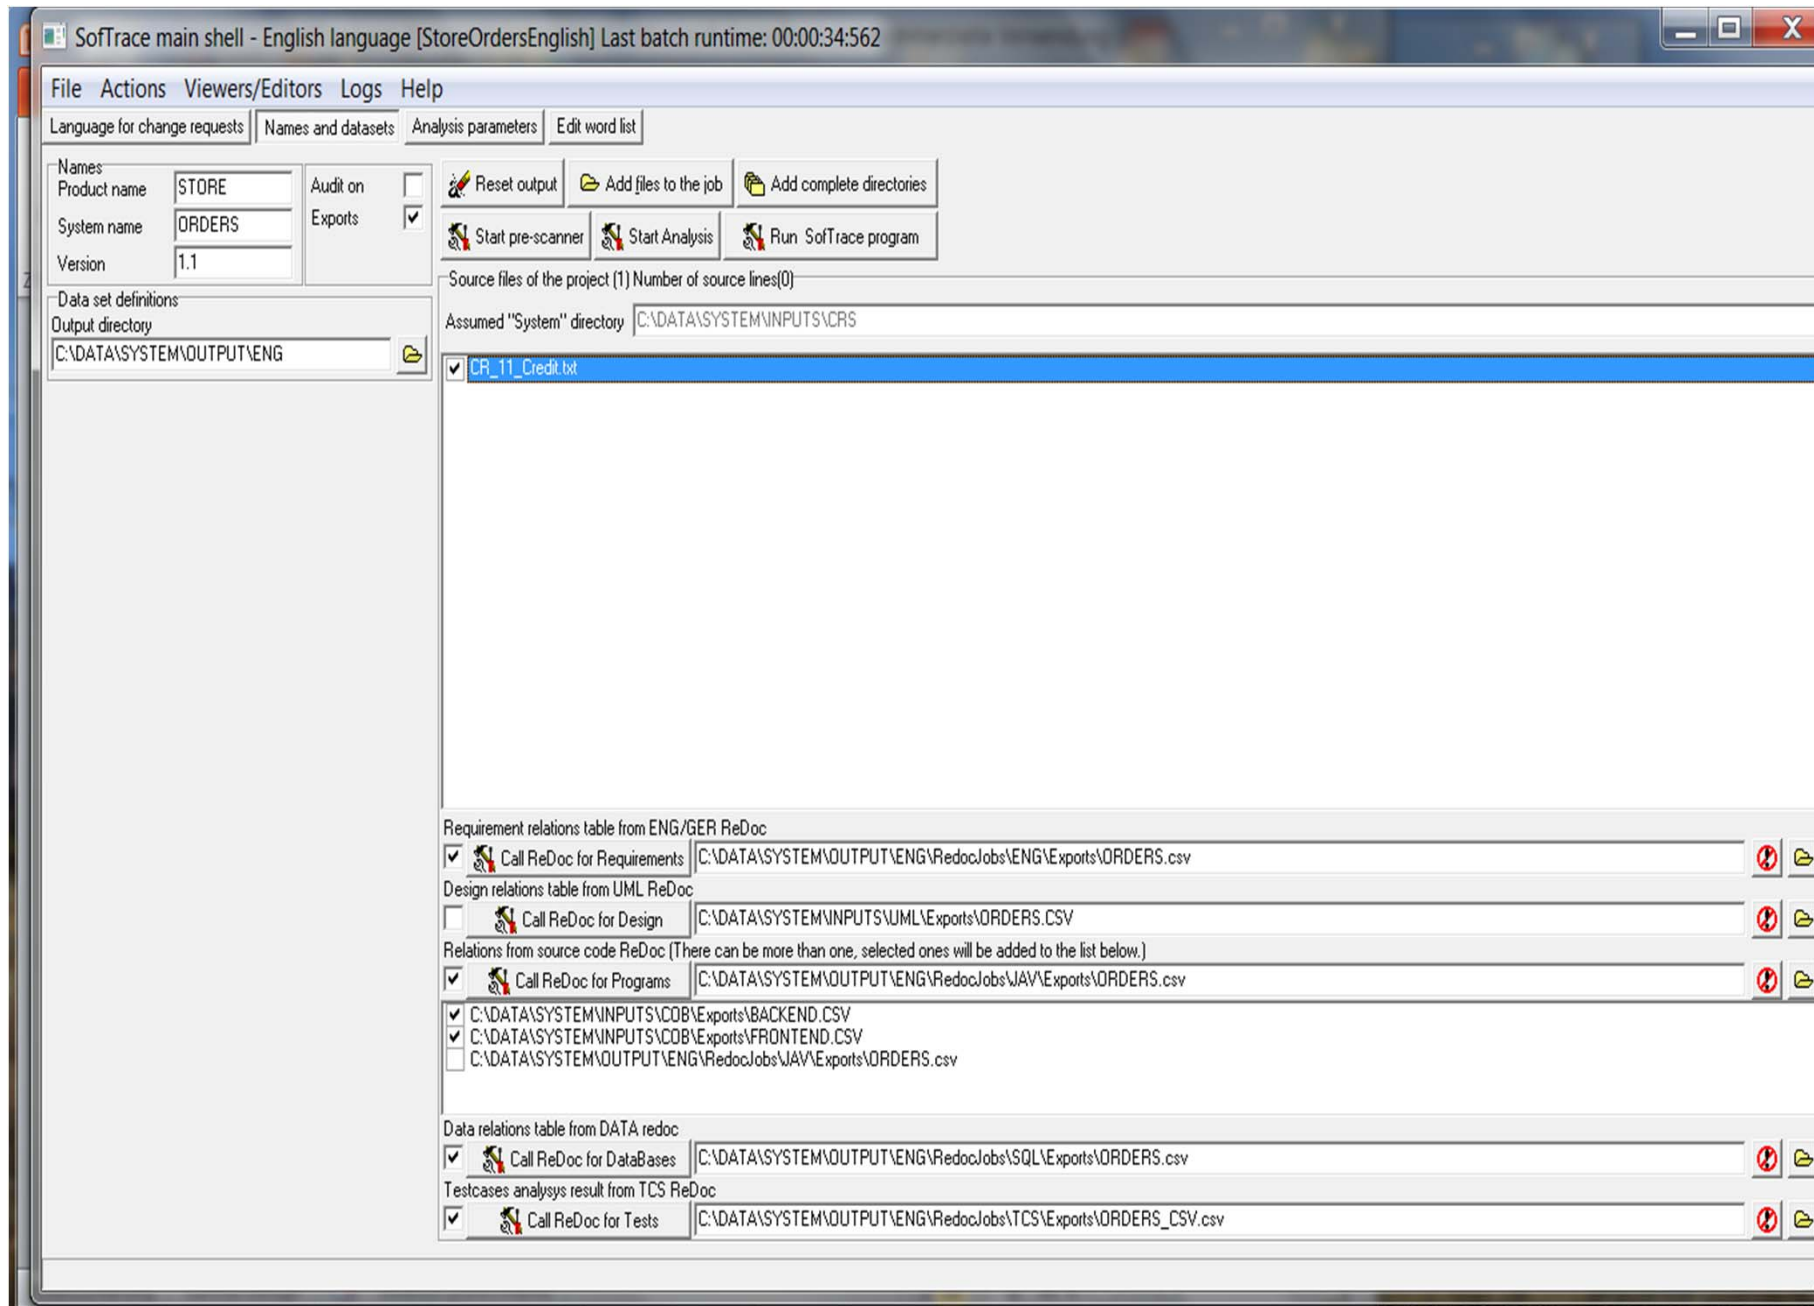 SofTrace main shell - English language [StoreOrdersEnglish] Last batch runtime: 00:00:34:562
File Actions Viewers/Editors Logs Help
Language for change requests Names and datasets Analysis parameters Edit word list
Names
Product name STORE
System name ORDERS
Version 1.1
Audit on
Exports
Data set definitions
Output directory
C:\DATA\SYSTEM\OUTPUT\ENG
Reset output Add files to the job Add complete directories
Start pre-scanner Start Analysis Run SofTrace program
Source files of the project (1) Number of source lines(0)
Assumed "System" directory C:\DATA\SYSTEM\INPUTS\CRS
CR_11_Credit.txt
Requirement relations table from ENG/GER ReDoc
Call ReDoc for Requirements C:\DATA\SYSTEM\OUTPUT\ENG\RedocJobs\ENG\Exports\ORDERS.csv
Design relations table from UML ReDoc
Call ReDoc for Design C:\DATA\SYSTEM\INPUTS\UML\Exports\ORDERS.CSV
Relations from source code ReDoc (There can be more than one, selected ones will be added to the list below.)
Call ReDoc for Programs C:\DATA\SYSTEM\OUTPUT\ENG\RedocJobs\JAV\Exports\ORDERS.csv
C:\DATA\SYSTEM\INPUTS\COB\Exports\BACKEND.CSV
C:\DATA\SYSTEM\INPUTS\COB\Exports\FRONTEND.CSV
C:\DATA\SYSTEM\OUTPUT\ENG\RedocJobs\JAV\Exports\ORDERS.csv
Data relations table from DATA redoc
Call ReDoc for DataBases C:\DATA\SYSTEM\OUTPUT\ENG\RedocJobs\SQL\Exports\ORDERS.csv
Testcases analysys result from TCS ReDoc
Call ReDoc for Tests C:\DATA\SYSTEM\OUTPUT\ENG\RedocJobs\TCS\Exports\ORDERS_CSV.csv